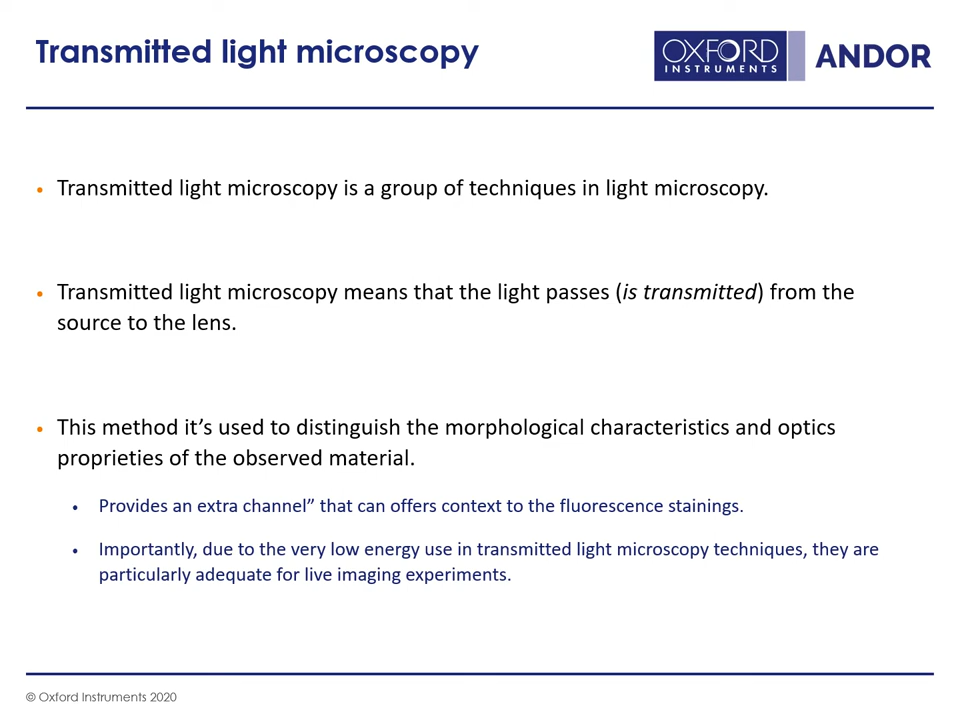 Transmitted light microscopy
OXFORD
INSTRUMENTS
ANDOR
• Transmitted light microscopy is a group of techniques in light microscopy.
• Transmitted light microscopy means that the light passes (is transmitted) from the
source to the lens.
• This method it’s used to distinguish the morphological characteristics and optics
proprieties of the observed material.
• Provides an extra channel” that can offers context to the fluorescence stainings.
• Importantly, due to the very low energy use in transmitted light microscopy techniques, they are
particularly adequate for live imaging experiments.
© Oxford Instruments 2020